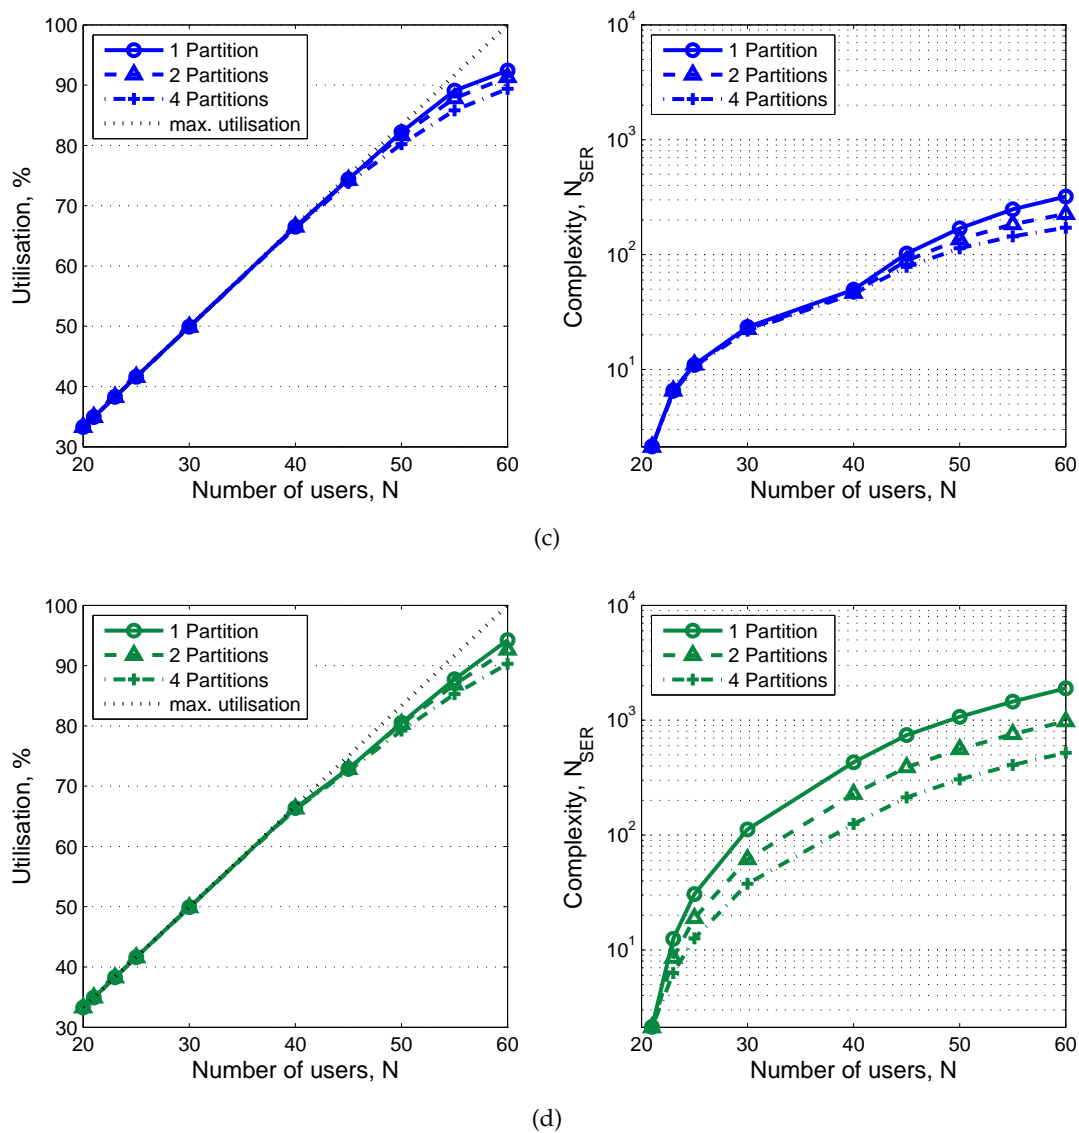 100
90
80
70
60
50
40
30
20
30
40
50
60
Utilisation, %
Number of users, N
1 Partition
2 Partitions
4 Partitions
max. utilisation
10^4
10^3
10^2
10^1
20
30
40
50
60
Complexity, N_SER
Number of users, N
1 Partition
2 Partitions
4 Partitions
(c)
100
90
80
70
60
50
40
30
20
30
40
50
60
Utilisation, %
Number of users, N
1 Partition
2 Partitions
4 Partitions
max. utilisation
10^4
10^3
10^2
10^1
20
30
40
50
60
Complexity, N_SER
Number of users, N
1 Partition
2 Partitions
4 Partitions
(d)